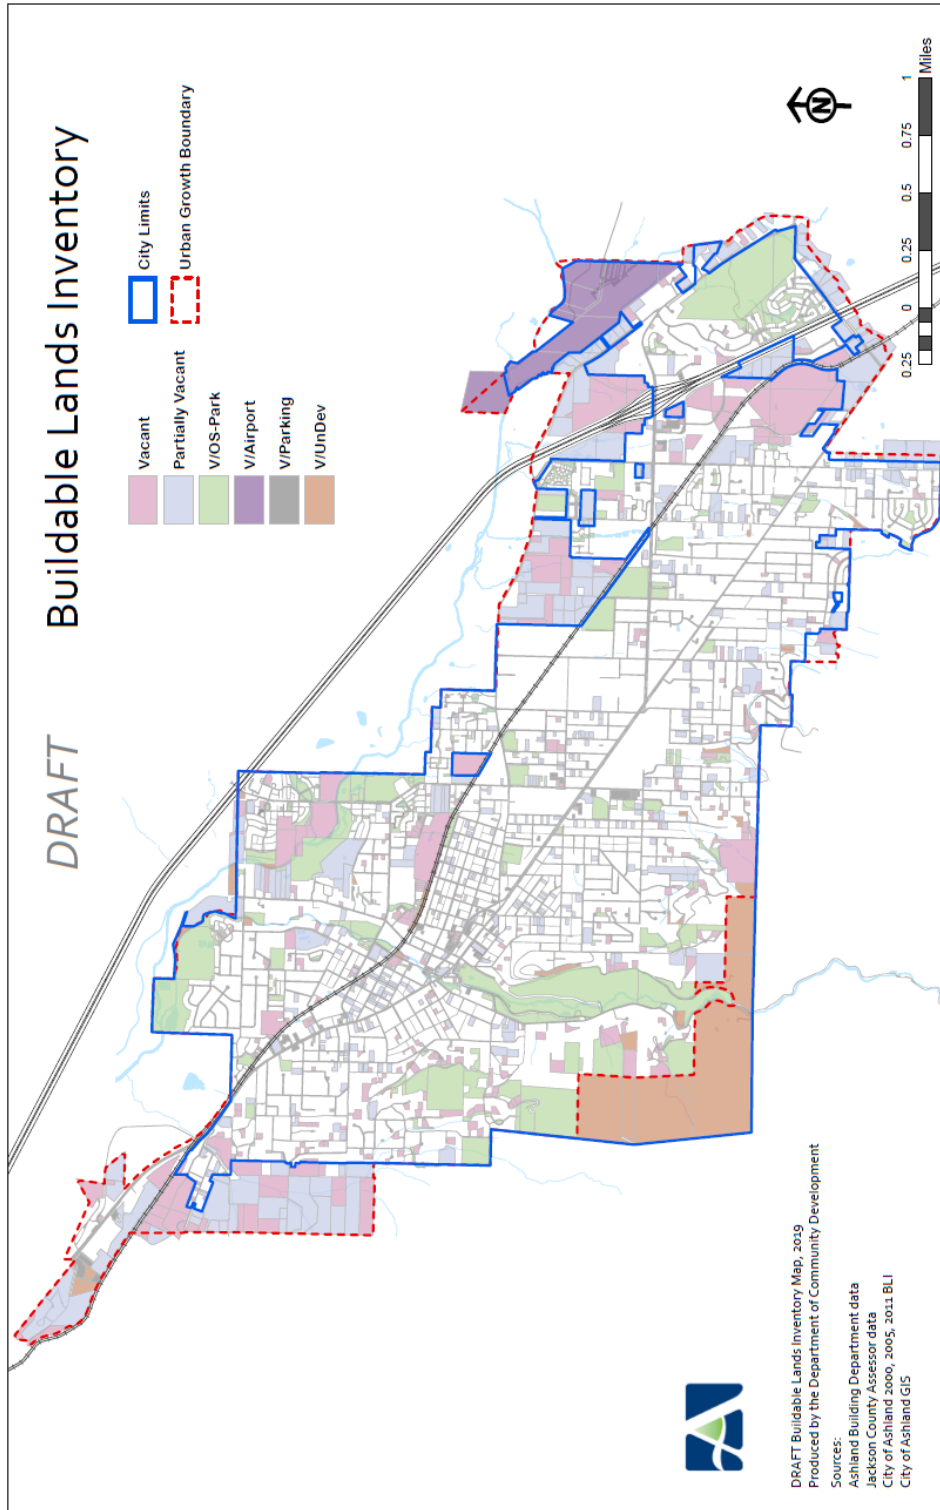 DRAFT
Buildable Lands Inventory
Vacant
Partially Vacant
V/OS-Park
V/Airport
V/Parking
V/UnDev
City Limits
Urban Growth Boundary
N
0.25 0 0.25 0.5 0.75 1
Miles
DRAFT Buildable Lands Inventory Map, 2019
Produced by the Department of Community Development
Sources:
Ashland Building Department data
Jackson County Assessor data
City of Ashland 2000, 2005, 2011 BLI
City of Ashland GIS